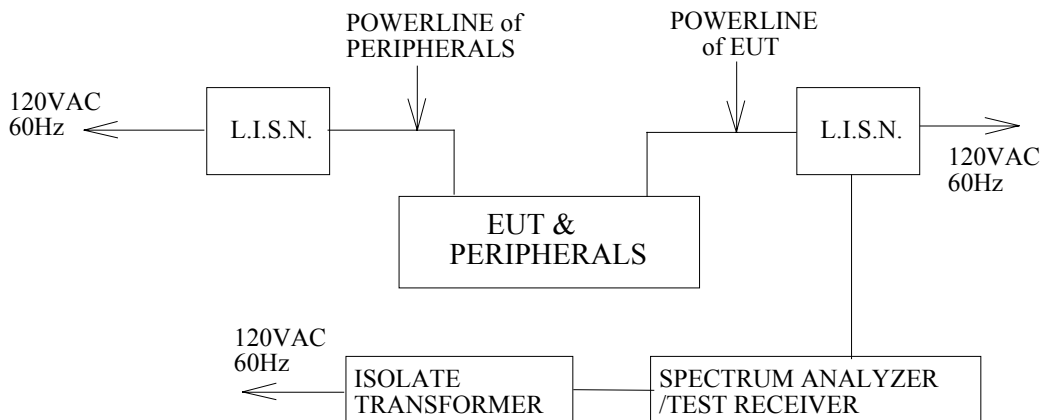 POWERLINE of
PERIPHERALS
POWERLINE
of EUT
120VAC
60Hz
L.I.S.N.
L.I.S.N.
120VAC
60Hz
EUT &
PERIPHERALS
120VAC
60Hz
ISOLATE
TRANSFORMER
SPECTRUM ANALYZER
/TEST RECEIVER